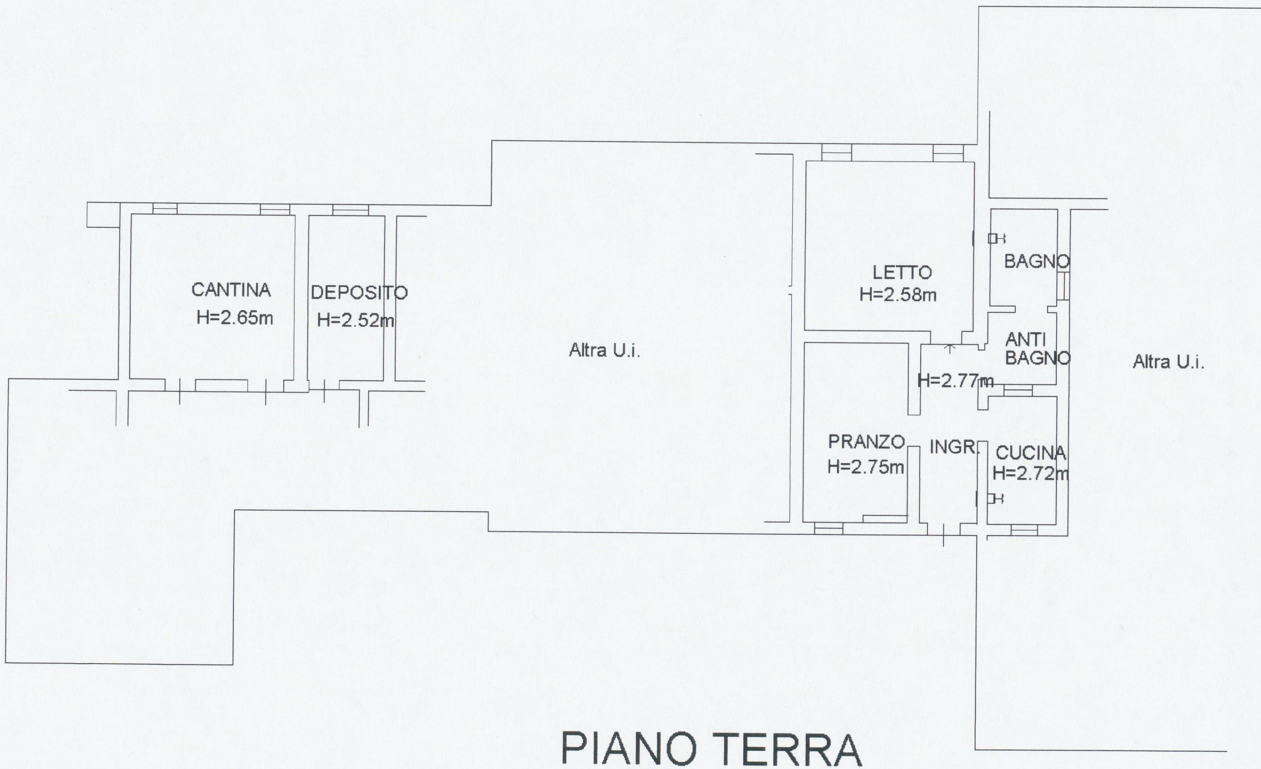 CANTINA
H=2.65m
DEPOSITO
H=2.52m
Altra U.i.
LETTO
H=2.58m
BAGNO
ANTI
BAGNO
H=2.77m
Altra U.i.
PRANZO
H=2.75m
INGR.
CUCINA
H=2.72m
PIANO TERRA